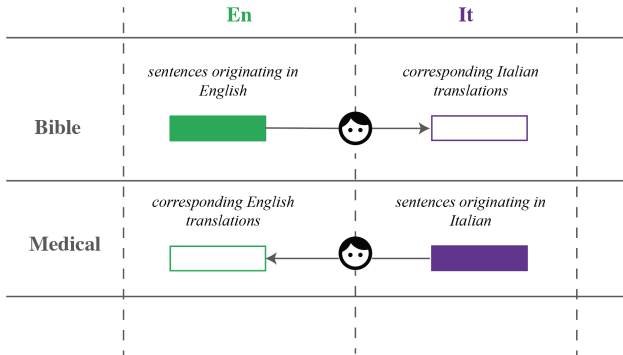 En
It
sentences originating in
English
corresponding Italian
translations
Bible
corresponding English
translations
sentences originating in
Italian
Medical